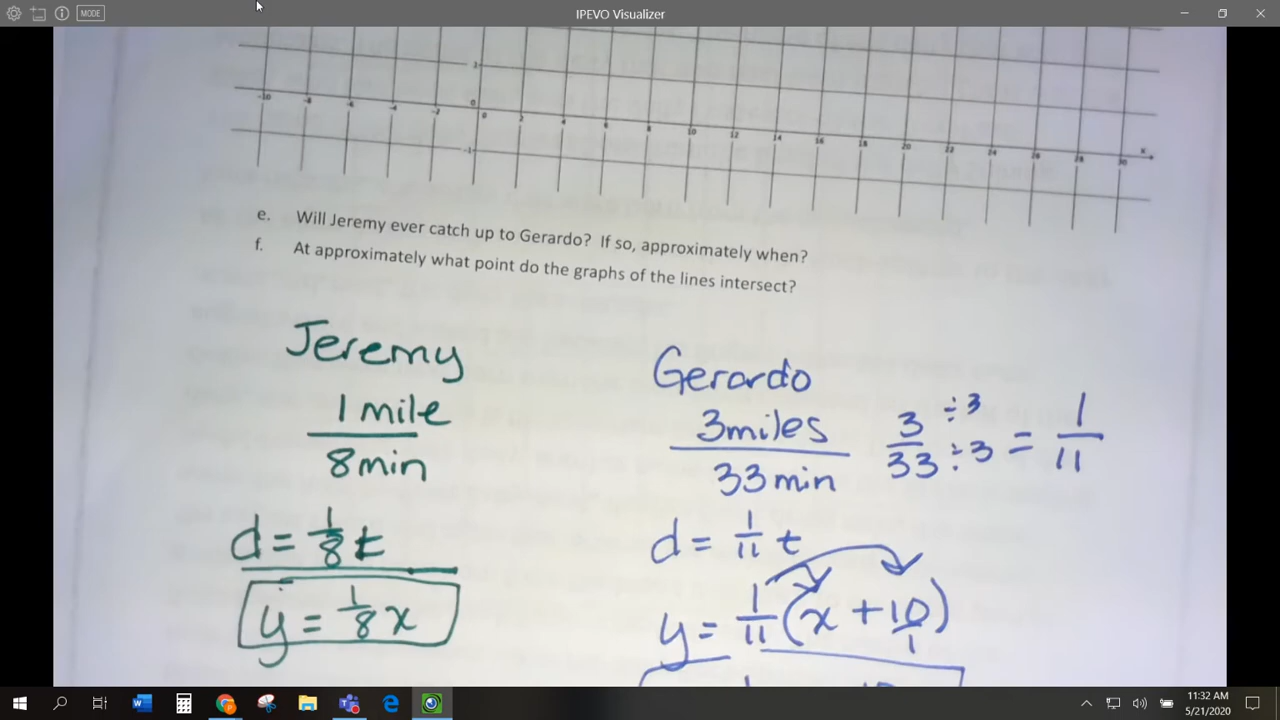 MODE
IPEVO Visualizer
1
-10 -8 -6 -4 -2 0 0 2 4 6 8 10 12 14 16 18 20 22 24 26 28 30 x
-1
e. Will Jeremy ever catch up to Gerardo? If so, approximately when?
f. At approximately what point do the graphs of the lines intersect?
Jeremy
1 mile
8 min
d = 1/8 t
y = 1/8 x
Gerardo
3 miles
33 min
3 ÷ 3
33 ÷ 3
= 1/11
d = 1/11 t
y = 1/11 (x + 10/1)
11:32 AM
5/21/2020